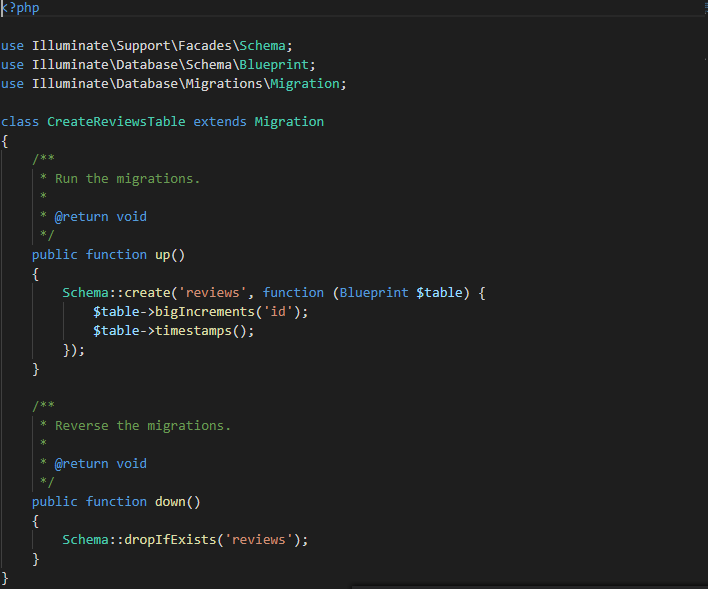 <?php
use Illuminate\Support\Facades\Schema;
use Illuminate\Database\Schema\Blueprint;
use Illuminate\Database\Migrations\Migration;
class CreateReviewsTable extends Migration
{
    /**
     * Run the migrations.
     *
     * @return void
     */
    public function up()
    {
        Schema::create('reviews', function (Blueprint $table) {
            $table->bigIncrements('id');
            $table->timestamps();
        });
    }
    /**
     * Reverse the migrations.
     *
     * @return void
     */
    public function down()
    {
        Schema::dropIfExists('reviews');
    }
}